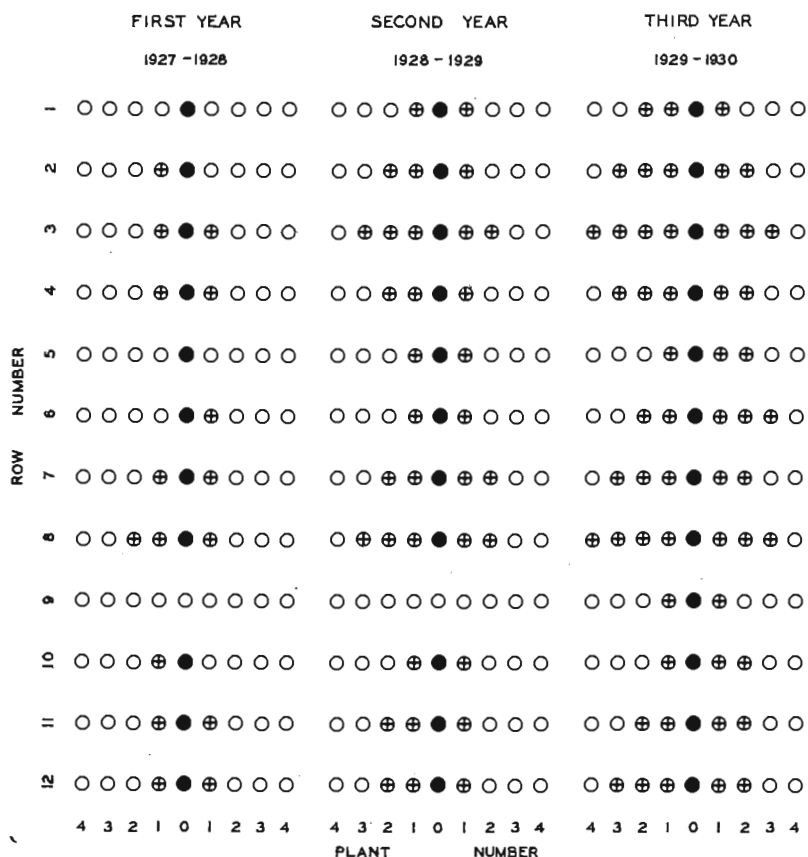 FIRST YEAR SECOND YEAR THIRD YEAR
1927-1928 1928-1929 1929-1930
1
2
3
4
5
6
7
8
9
10
11
12
ROW NUMBER
4 3 2 1 0 1 2 3 4 4 3 2 1 0 1 2 3 4 4 3 2 1 0 1 2 3 4
PLANT NUMBER